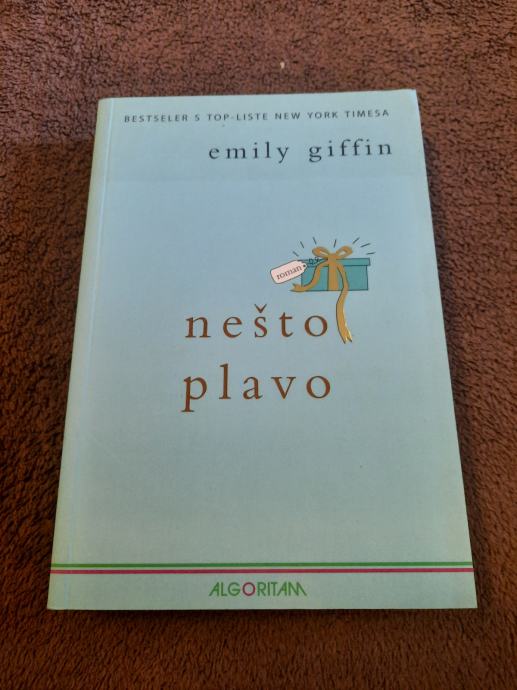 BESTSELER S TOP-LISTE NEW YORK TIMESA
emily giffin
roman
nešto
plavo
ALGORITAM